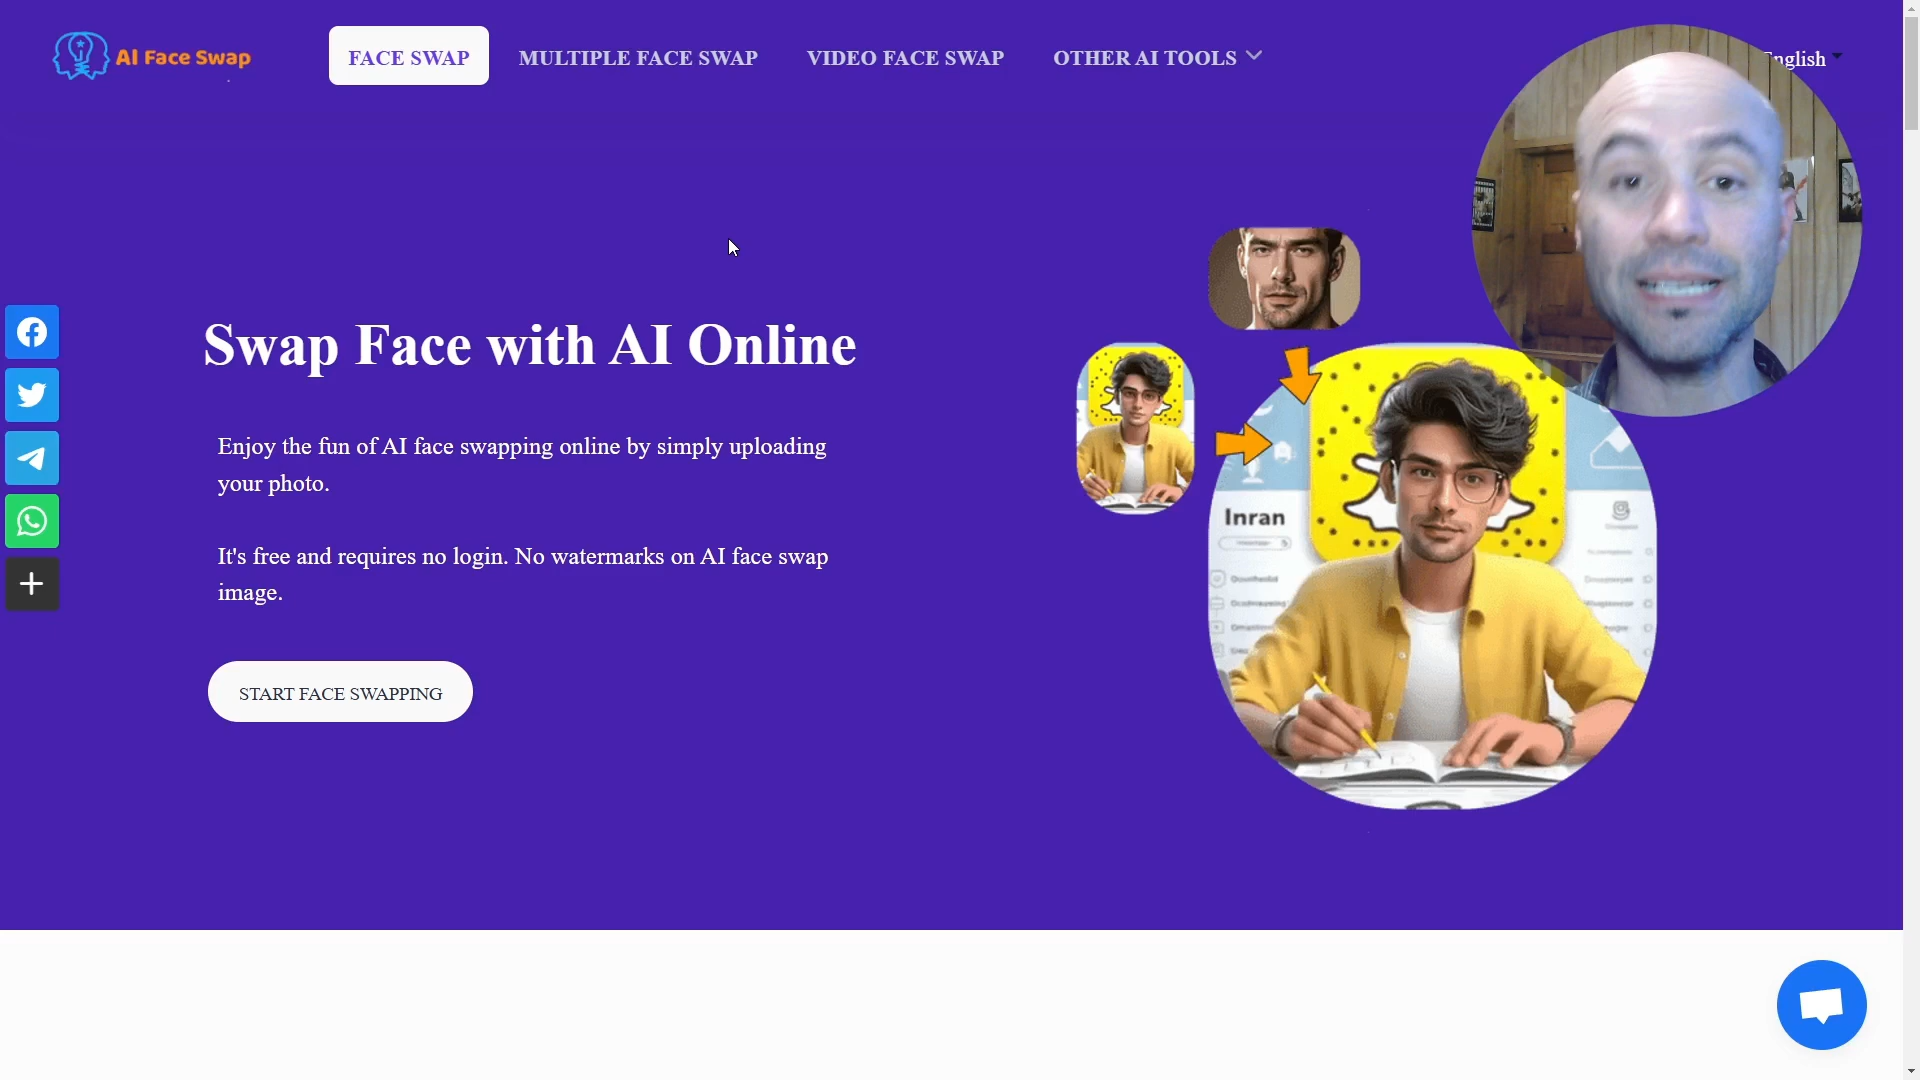 AI Face Swap
FACE SWAP
MULTIPLE FACE SWAP
VIDEO FACE SWAP
OTHER AI TOOLS
nglish
Swap Face with AI Online
Enjoy the fun of AI face swapping online by simply uploading
your photo.
It's free and requires no login. No watermarks on AI face swap
image.
START FACE SWAPPING
Inran